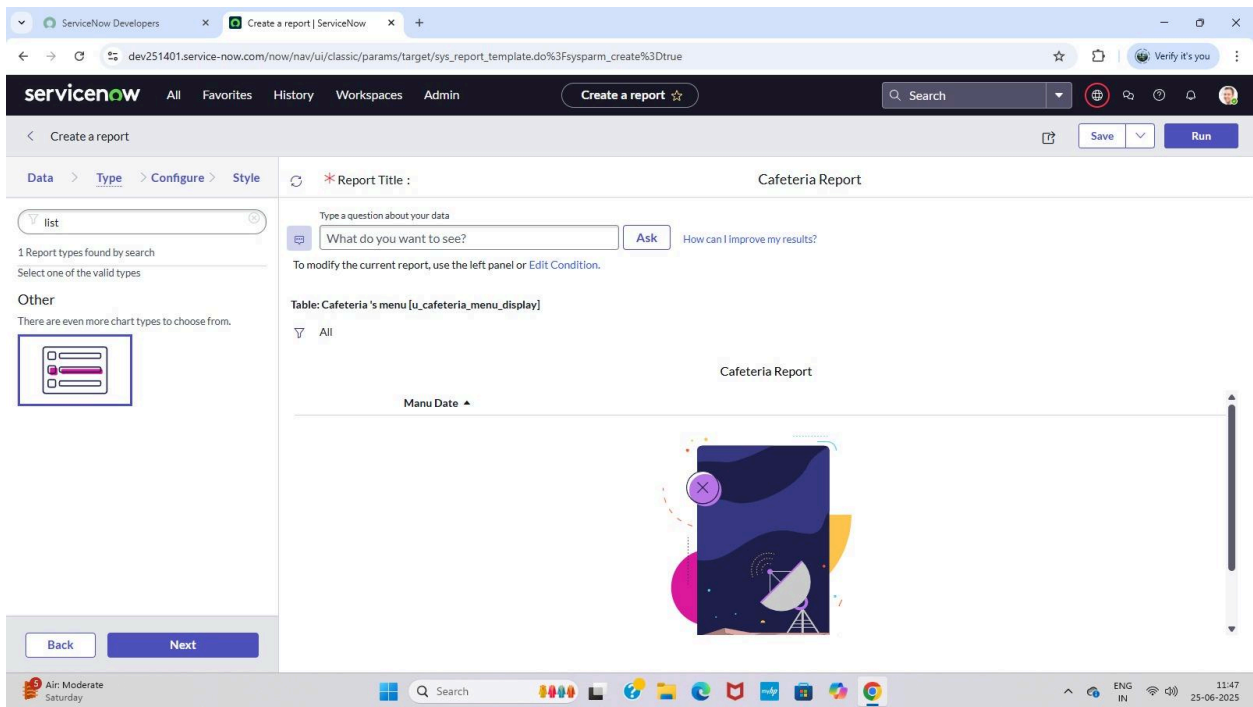 ServiceNow Developers
Create a report | ServiceNow
dev251401.service-now.com/now/nav/ui/classic/params/target/sys_report_template.do%3Fsysparm_create%3Dtrue
Verify it's you
servicenow All Favorites History Workspaces Admin Create a report Search
Create a report Save Run
Data > Type > Configure > Style
Report Title : Cafeteria Report
list
1 Report types found by search
Select one of the valid types
Other
There are even more chart types to choose from.
Type a question about your data
What do you want to see? Ask How can I improve my results?
To modify the current report, use the left panel or Edit Condition.
Table: Cafeteria 's menu [u_cafeteria_menu_display]
All
Cafeteria Report
Manu Date
Back Next
5 Air: Moderate
Saturday
Search
myhp
ENG
IN
11:47
25-06-2025